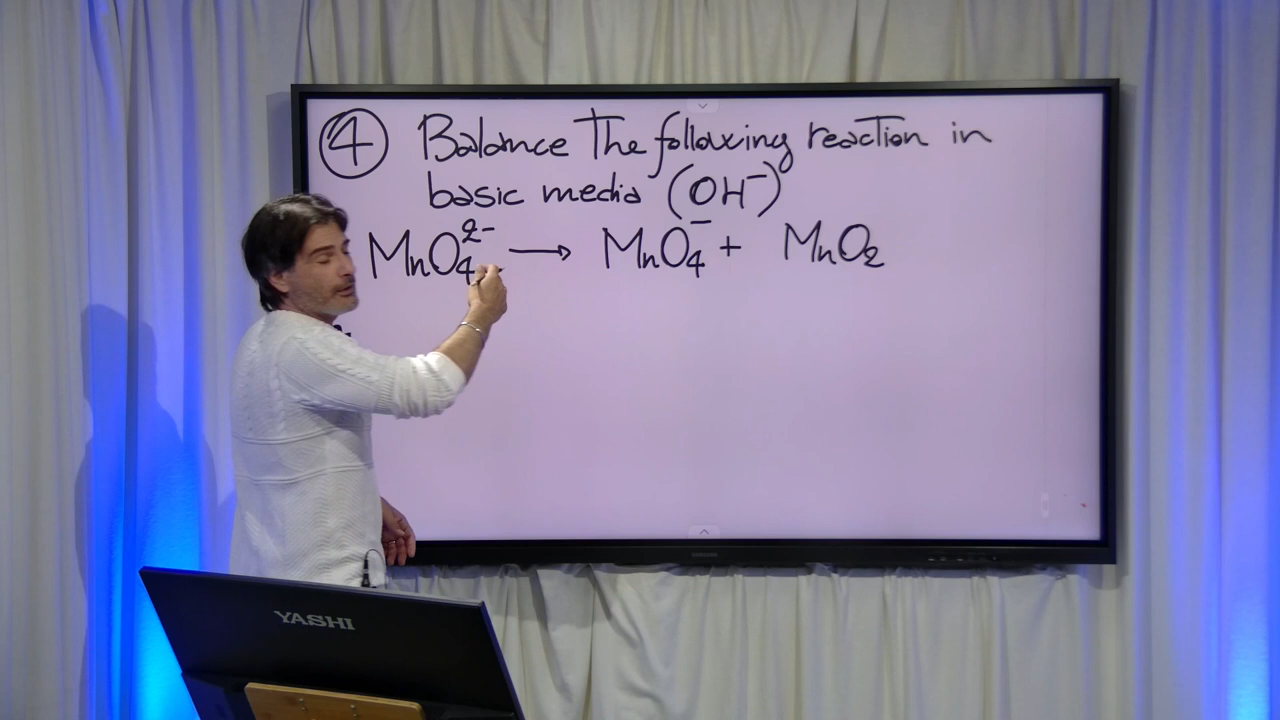 ④ Balance the following reaction in
basic media (OH⁻)
MnO₄²⁻ → MnO₄⁻ + MnO₂
YASHI